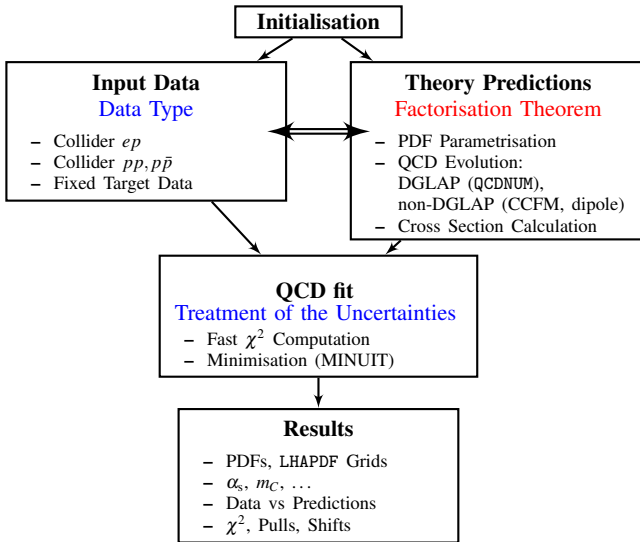 Initialisation
Input Data
Data Type
– Collider ep
– Collider pp, pp̄
– Fixed Target Data
Theory Predictions
Factorisation Theorem
– PDF Parametrisation
– QCD Evolution:
DGLAP (QCDNUM),
non-DGLAP (CCFM, dipole)
– Cross Section Calculation
QCD fit
Treatment of the Uncertainties
– Fast χ² Computation
– Minimisation (MINUIT)
Results
– PDFs, LHAPDF Grids
– αₛ, m_C, …
– Data vs Predictions
– χ², Pulls, Shifts